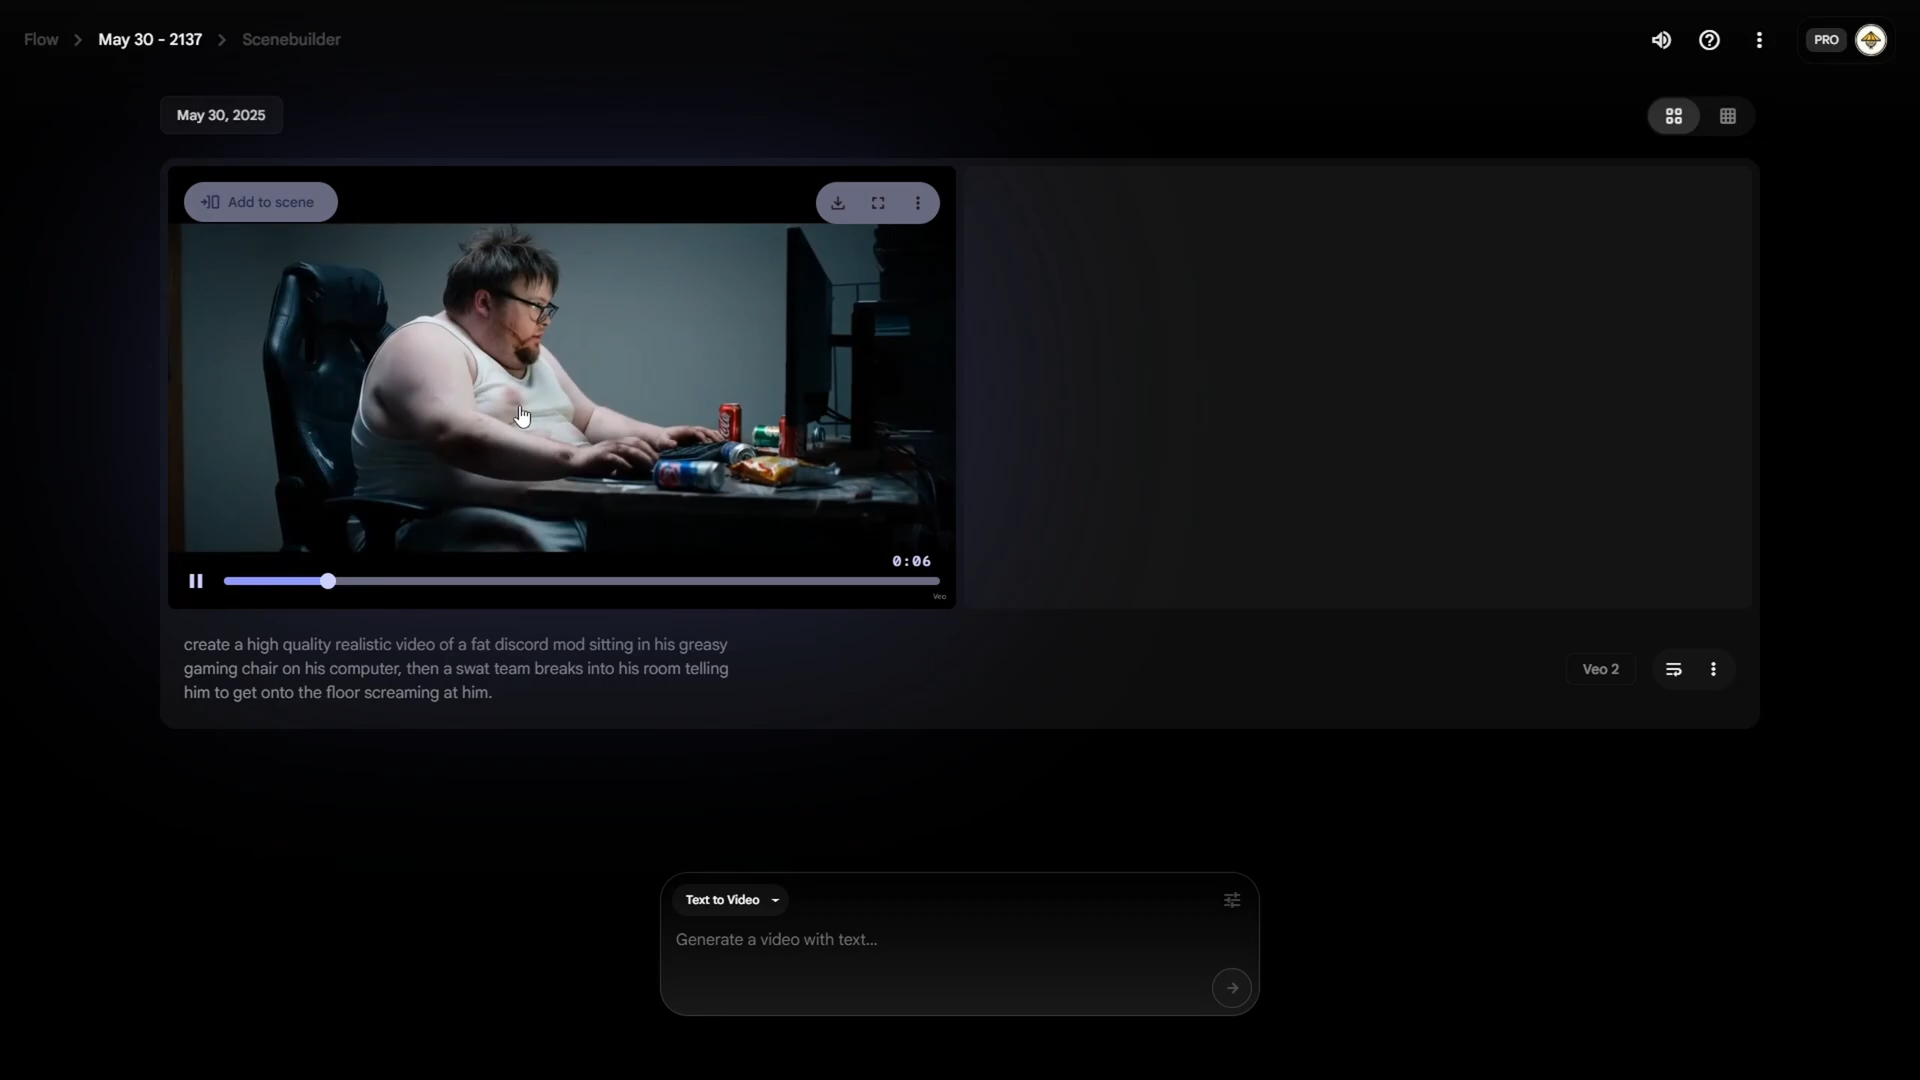 Flow
May 30 - 2137
Scenebuilder
PRO
May 30, 2025
Add to scene
0:06
Veo
create a high quality realistic video of a fat discord mod sitting in his greasy
gaming chair on his computer, then a swat team breaks into his room telling
him to get onto the floor screaming at him.
Veo 2
Text to Video
Generate a video with text...